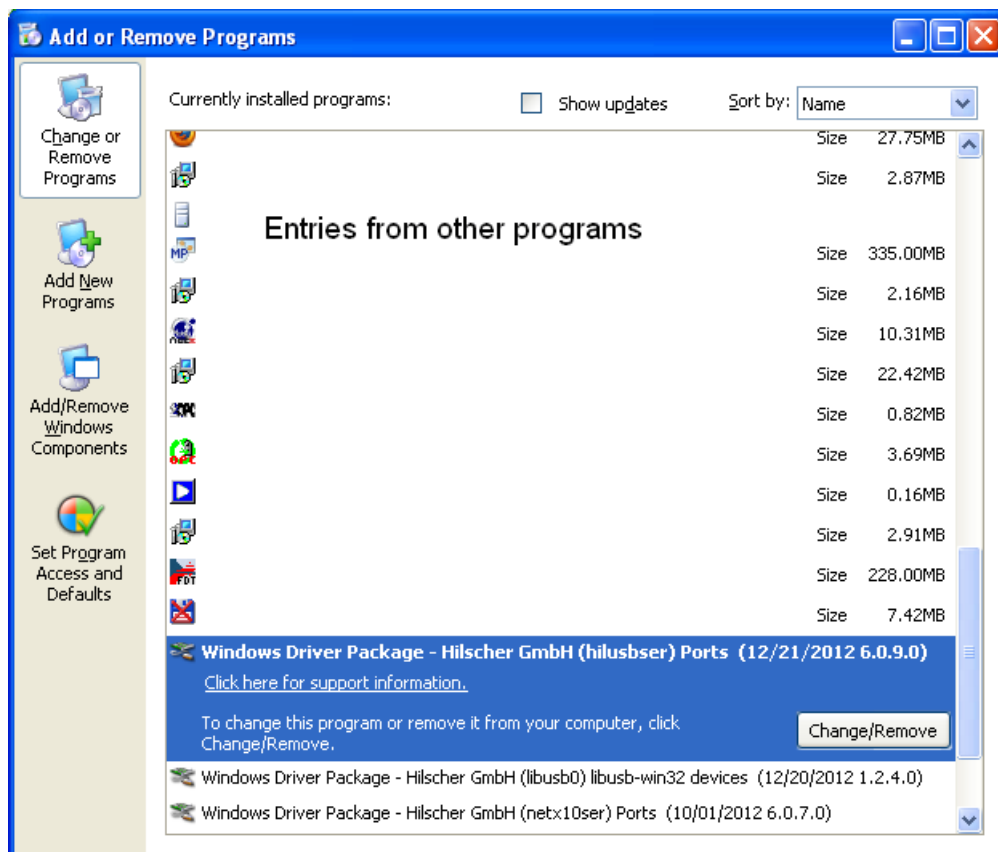 Add or Remove Programs
Change or
Remove
Programs
Add New
Programs
Add/Remove
Windows
Components
Set Program
Access and
Defaults
Currently installed programs:
Show updates
Sort by: Name
Size 27.75MB
Size 2.87MB
Entries from other programs
MP
Size 335.00MB
Size 2.16MB
Size 10.31MB
Size 22.42MB
Size 0.82MB
opc
Size 3.69MB
Size 0.16MB
Size 2.91MB
FDT
Size 228.00MB
Size 7.42MB
Windows Driver Package - Hilscher GmbH (hilusbser) Ports (12/21/2012 6.0.9.0)
Click here for support information.
To change this program or remove it from your computer, click
Change/Remove.
Change/Remove
Windows Driver Package - Hilscher GmbH (libusb0) libusb-win32 devices (12/20/2012 1.2.4.0)
Windows Driver Package - Hilscher GmbH (netx10ser) Ports (10/01/2012 6.0.7.0)